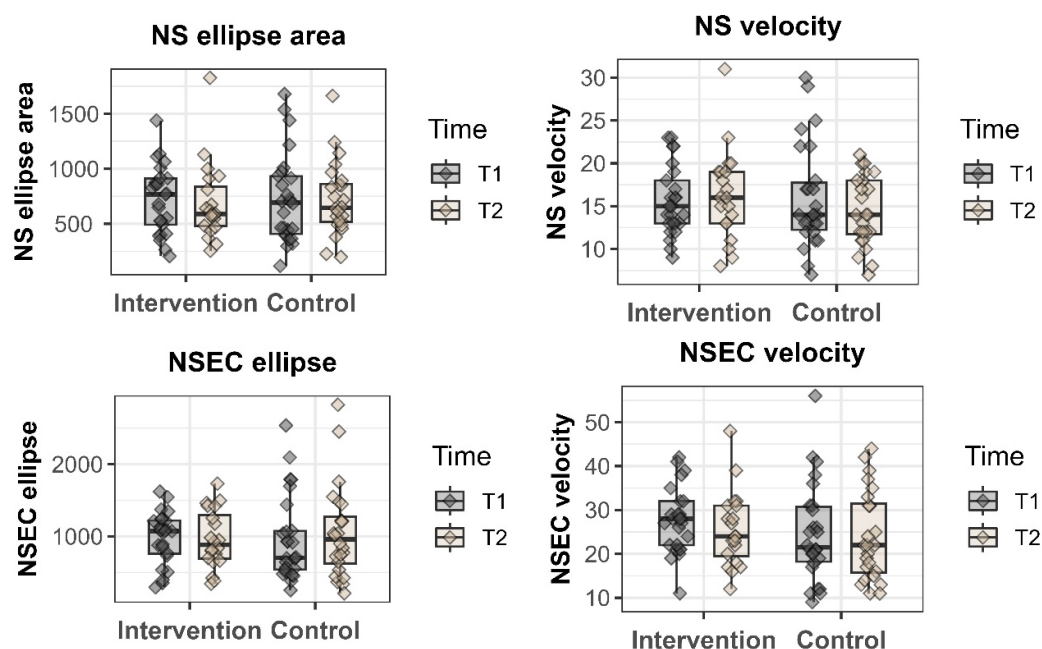 NS ellipse area
NS ellipse area
1500
1000
500
Intervention Control
Time
T1
T2
NS velocity
NS velocity
30
25
20
15
10
Intervention Control
Time
T1
T2
NSEC ellipse
NSEC ellipse
2000
1000
Intervention Control
Time
T1
T2
NSEC velocity
NSEC velocity
50
40
30
20
10
Intervention Control
Time
T1
T2